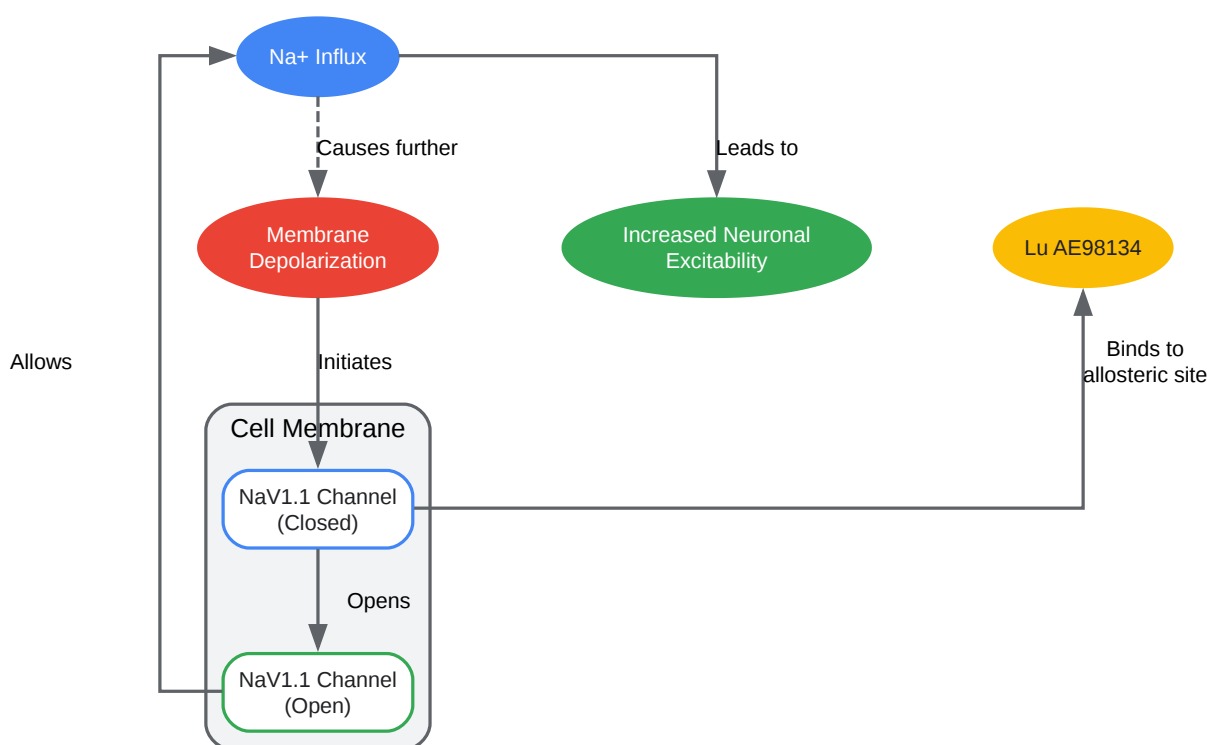 Na+ Influx
Causes further
Leads to
Membrane
Depolarization
Increased Neuronal
Excitability
Lu AE98134
Allows
Initiates
Binds to
allosteric site
Cell Membrane
NaV1.1 Channel
(Closed)
Opens
NaV1.1 Channel
(Open)